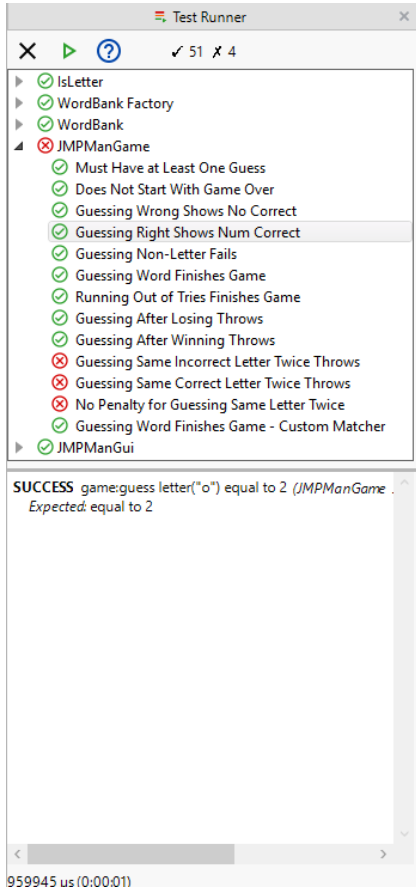 Test Runner
✓ 51 ✗ 4
IsLetter
WordBank Factory
WordBank
JMPManGame
Must Have at Least One Guess
Does Not Start With Game Over
Guessing Wrong Shows No Correct
Guessing Right Shows Num Correct
Guessing Non-Letter Fails
Guessing Word Finishes Game
Running Out of Tries Finishes Game
Guessing After Losing Throws
Guessing After Winning Throws
Guessing Same Incorrect Letter Twice Throws
Guessing Same Correct Letter Twice Throws
No Penalty for Guessing Same Letter Twice
Guessing Word Finishes Game - Custom Matcher
JMPManGui
SUCCESS game:guess letter("o") equal to 2 (JMPManGame
Expected: equal to 2
959945 us (0:00:01)